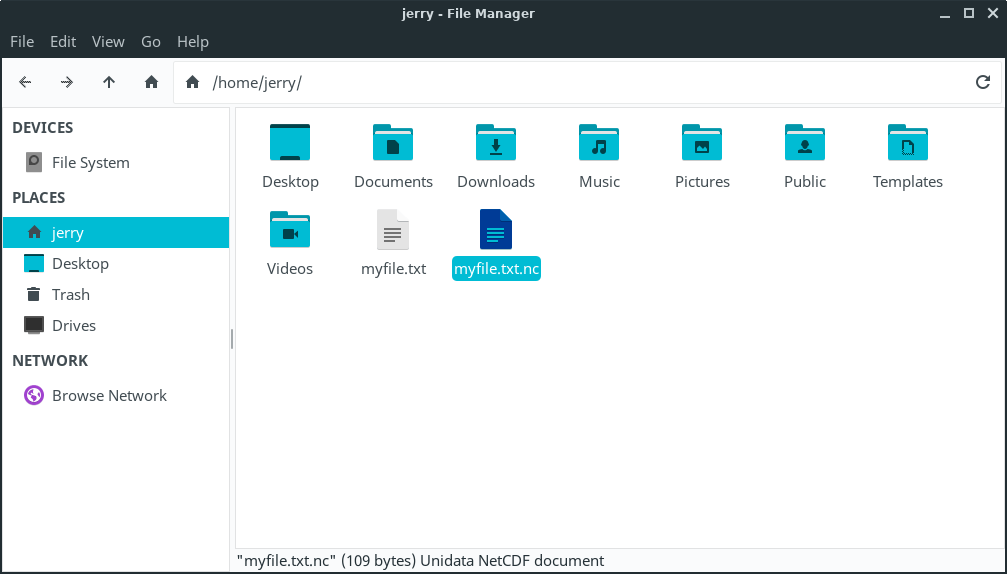 jerry - File Manager
File Edit View Go Help
/home/jerry/
DEVICES
File System
PLACES
jerry
Desktop
Trash
Drives
NETWORK
Browse Network
Desktop Documents Downloads Music Pictures Public Templates
Videos myfile.txt myfile.txt.nc
"myfile.txt.nc" (109 bytes) Unidata NetCDF document